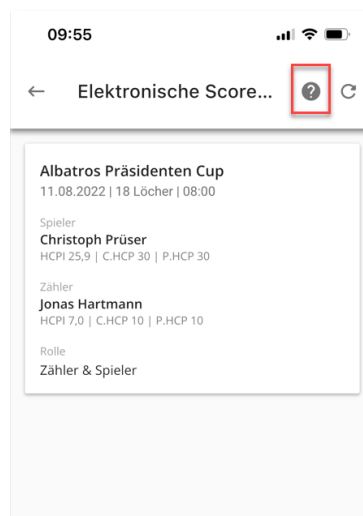 09:55
Elektronische Score...
Albatros Präsidenten Cup
11.08.2022 | 18 Löcher | 08:00
Spieler
Christoph Prüser
HCPI 25,9 | C.HCP 30 | P.HCP 30
Zähler
Jonas Hartmann
HCPI 7,0 | C.HCP 10 | P.HCP 10
Rolle
Zähler & Spieler